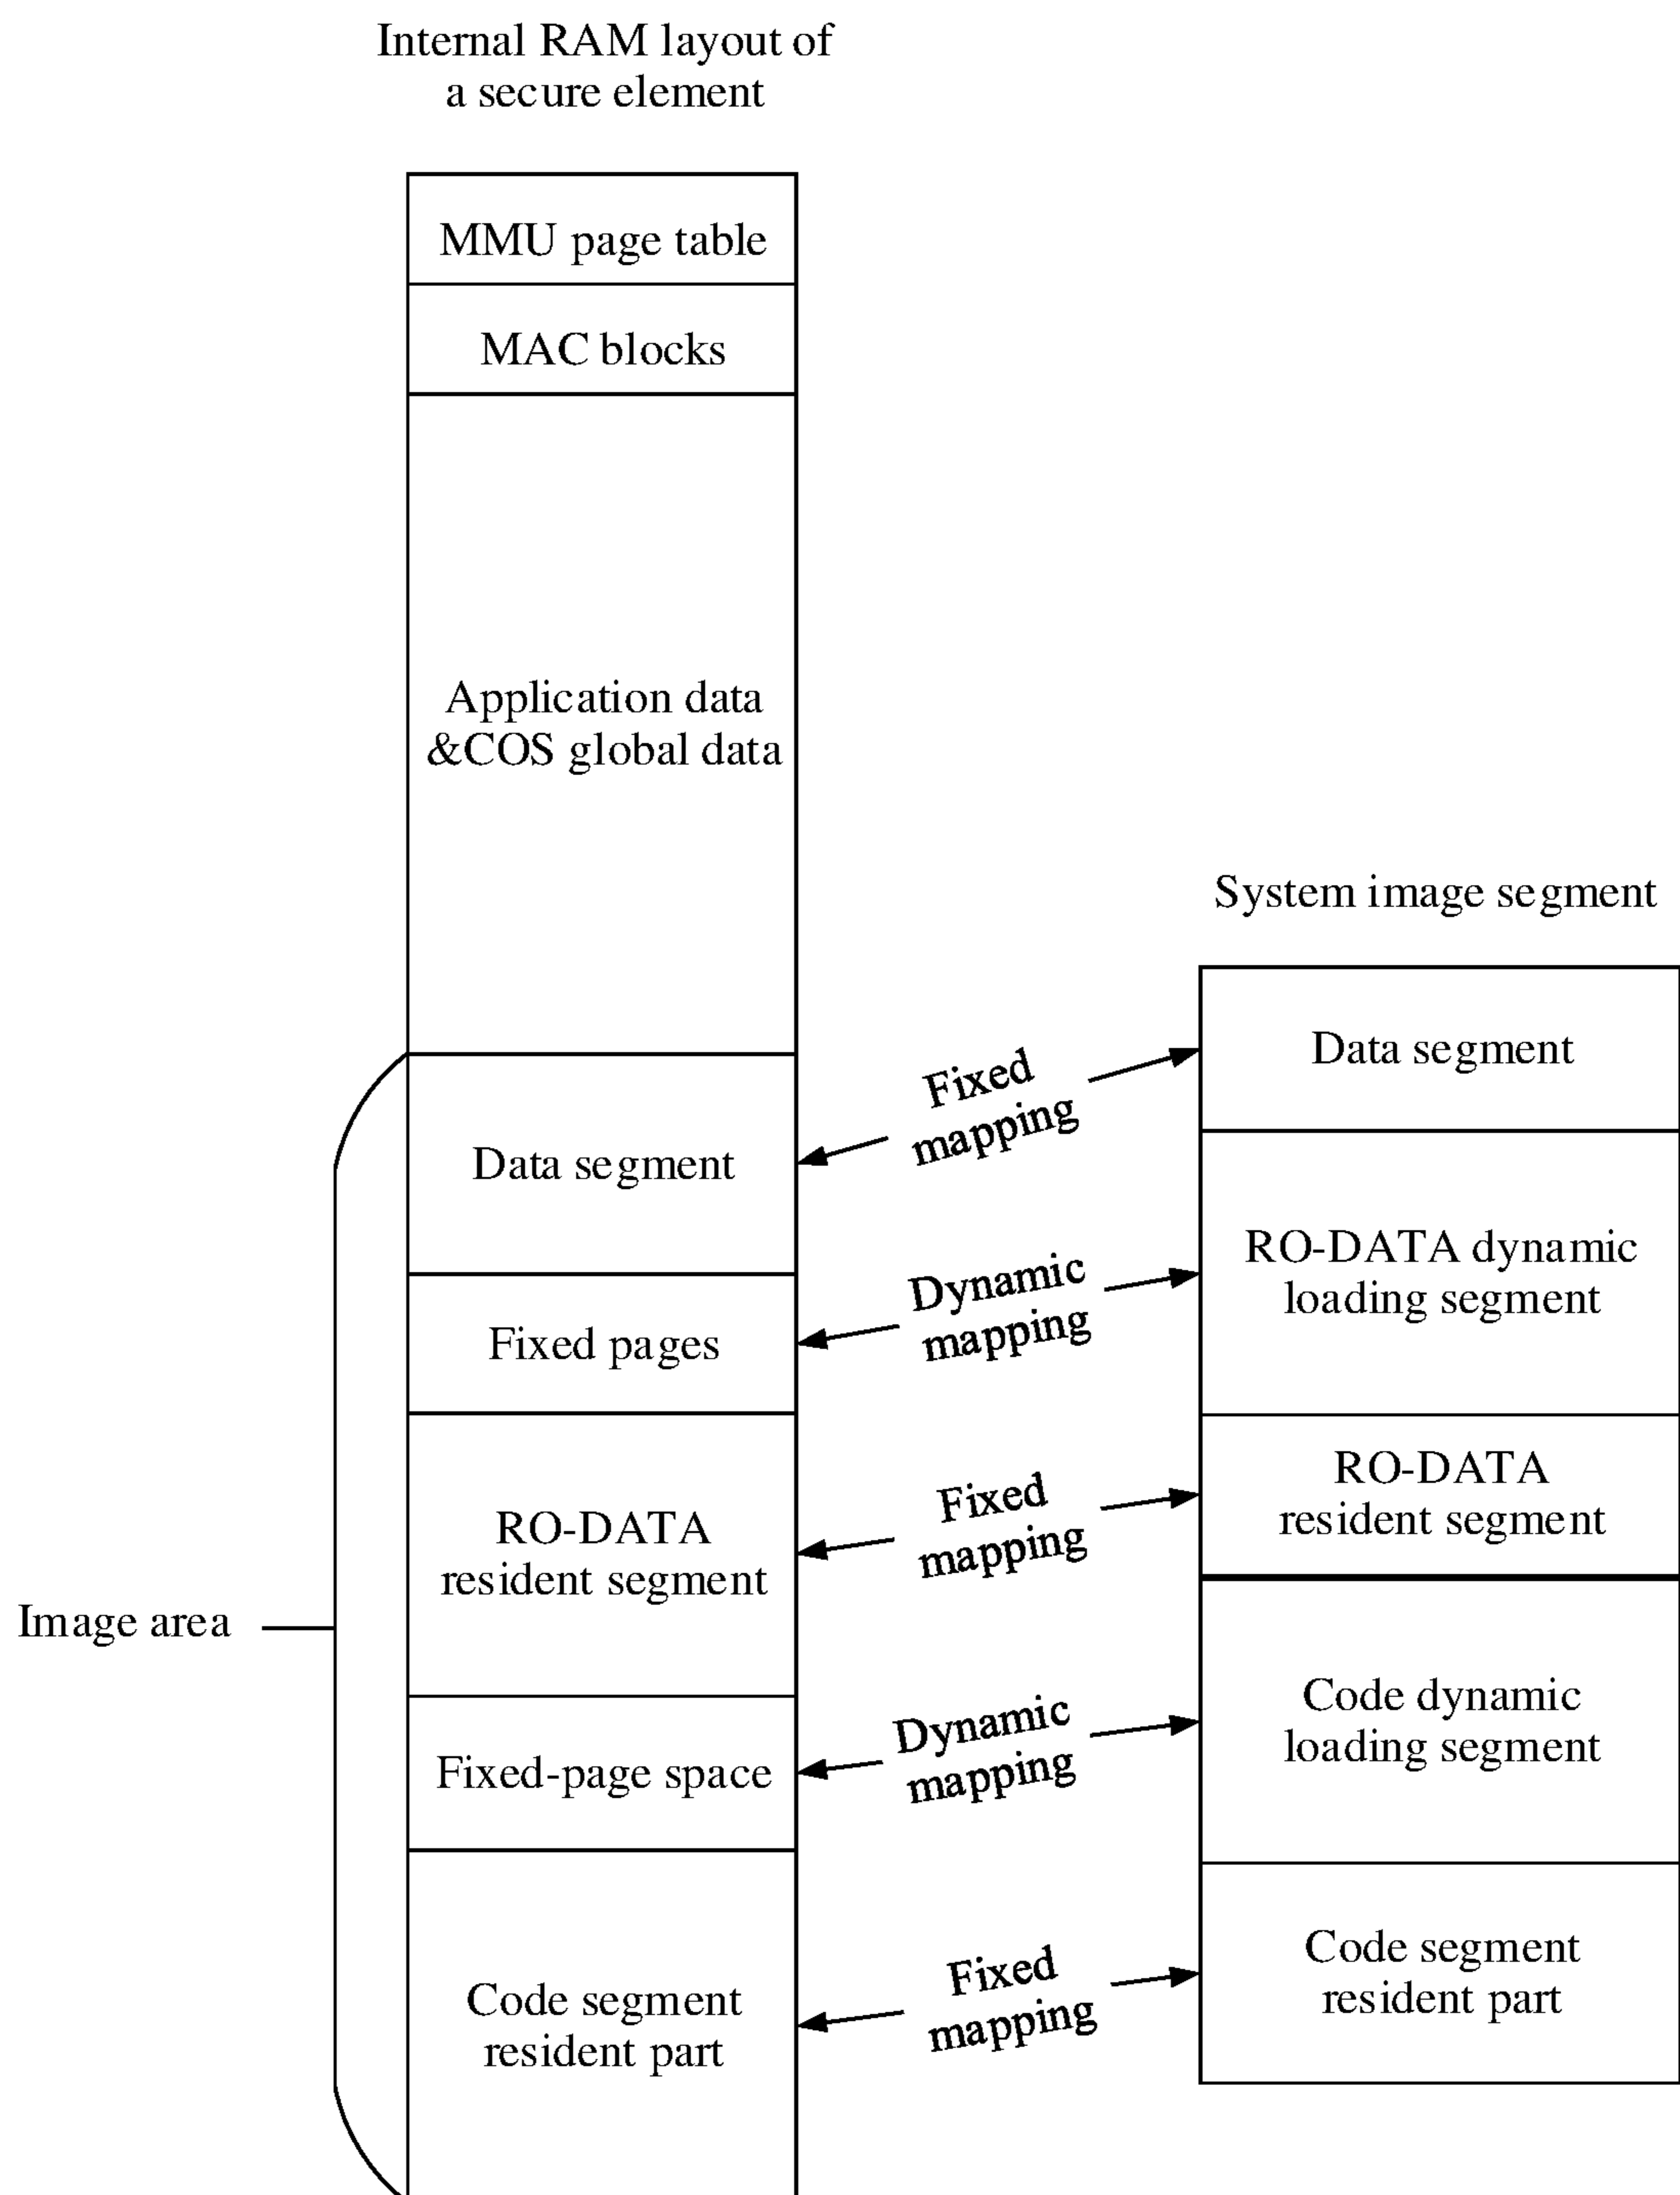 Internal RAM layout of
a secure element
MMU page table
MAC blocks
Application data
&COS global data
System image segment
Data segment
Fixed
mapping
Data segment
RO-DATA dynamic
loading segment
Dynamic
mapping
Fixed pages
RO-DATA
resident segment
Fixed
mapping
RO-DATA
resident segment
Image area
Code dynamic
loading segment
Dynamic
mapping
Fixed-page space
Code segment
resident part
Fixed
mapping
Code segment
resident part